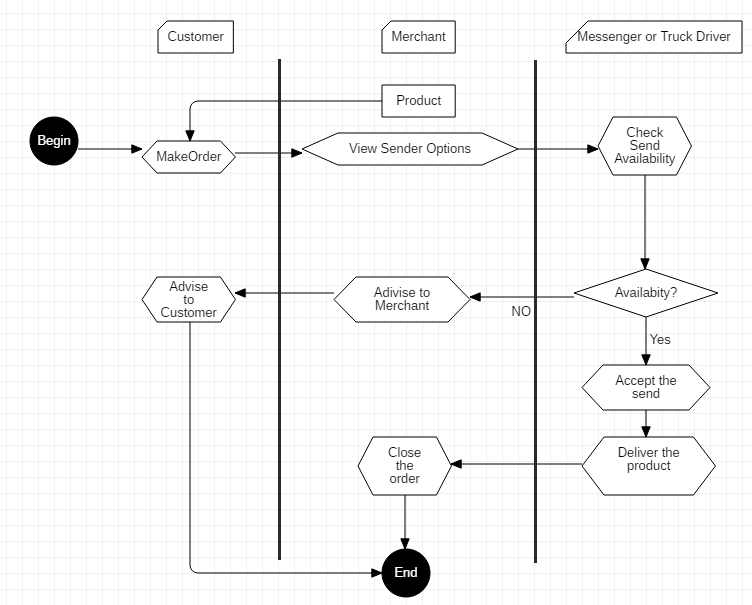 Customer
Merchant
Messenger or Truck Driver
Product
Begin
MakeOrder
View Sender Options
Check
Send
Availability
Advise
to
Customer
Adivise to
Merchant
NO
Availabity?
Yes
Accept the
send
Close
the
order
Deliver the
product
End